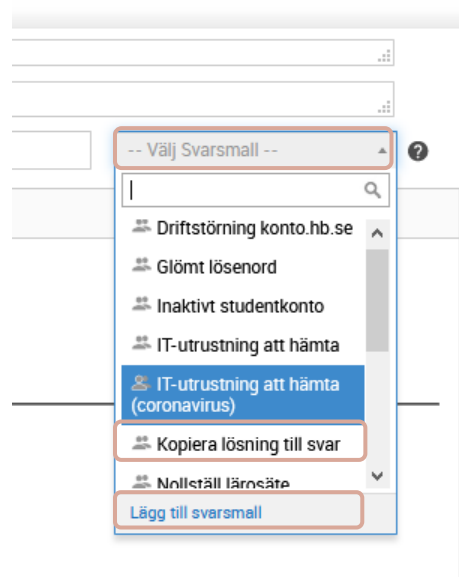 -- Välj Svarsmall --
Driftstörning konto.hb.se
Glömt lösenord
Inaktivt studentkonto
IT-utrustning att hämta
IT-utrustning att hämta
(coronavirus)
Kopiera lösning till svar
Nollställ lärosäte
Lägg till svarsmall